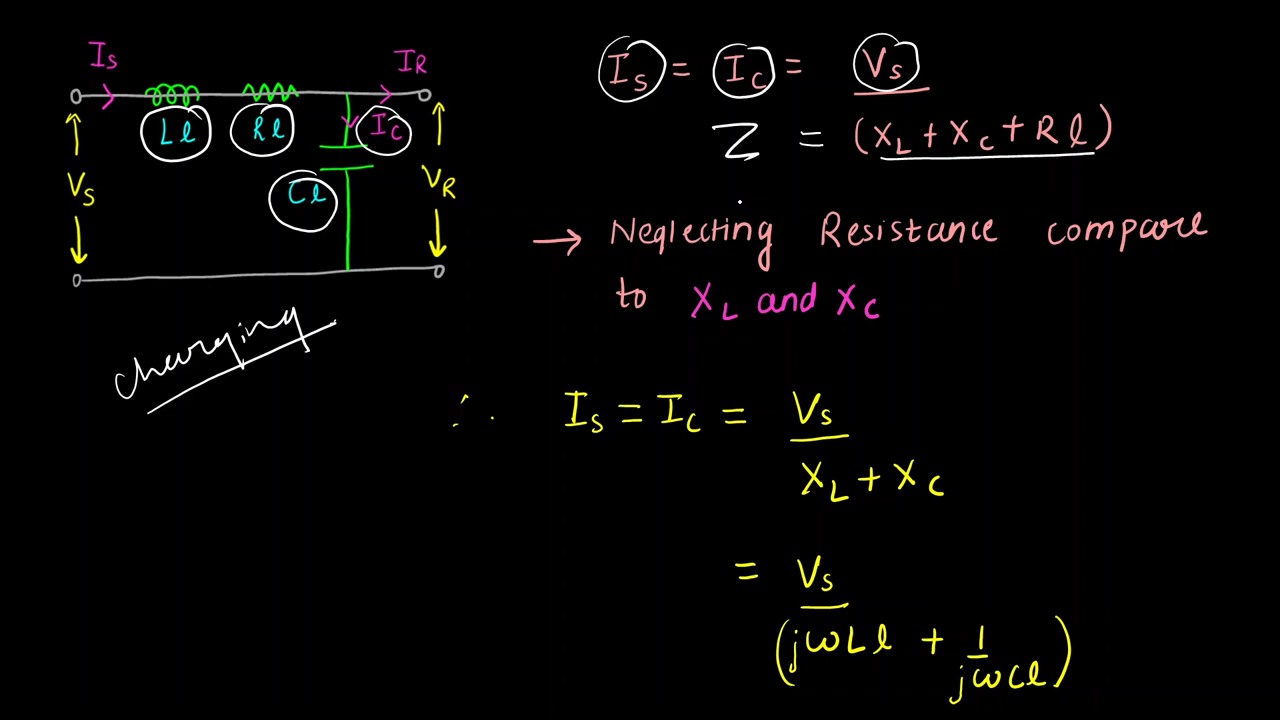 Is
IR
Ll
Rl
Ic
Cl
Vs
VR
charging
Is = Ic = Vs
Z = (XL + Xc + Rl)
→ Neglecting Resistance compare
to XL and Xc
∴ Is = Ic = Vs
XL + Xc
= Vs
(jωLl + 1
jωCl)